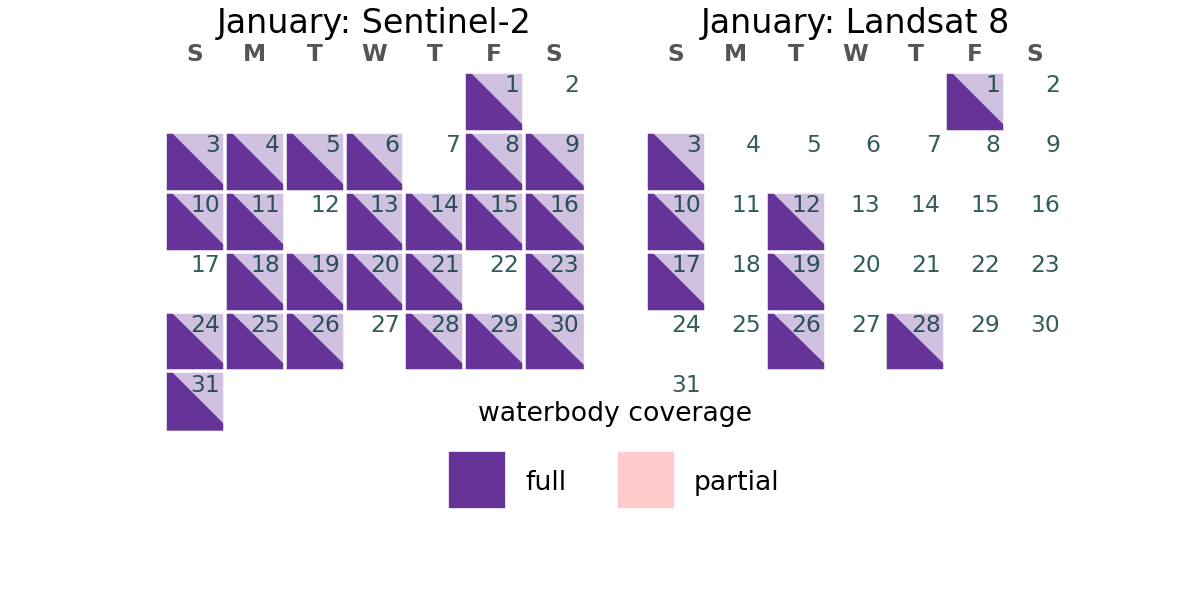 January: Sentinel-2
S M T W T F S
1 2
3 4 5 6 7 8 9
10 11 12 13 14 15 16
17 18 19 20 21 22 23
24 25 26 27 28 29 30
31
January: Landsat 8
S M T W T F S
1 2
3 4 5 6 7 8 9
10 11 12 13 14 15 16
17 18 19 20 21 22 23
24 25 26 27 28 29 30
31
waterbody coverage
full
partial